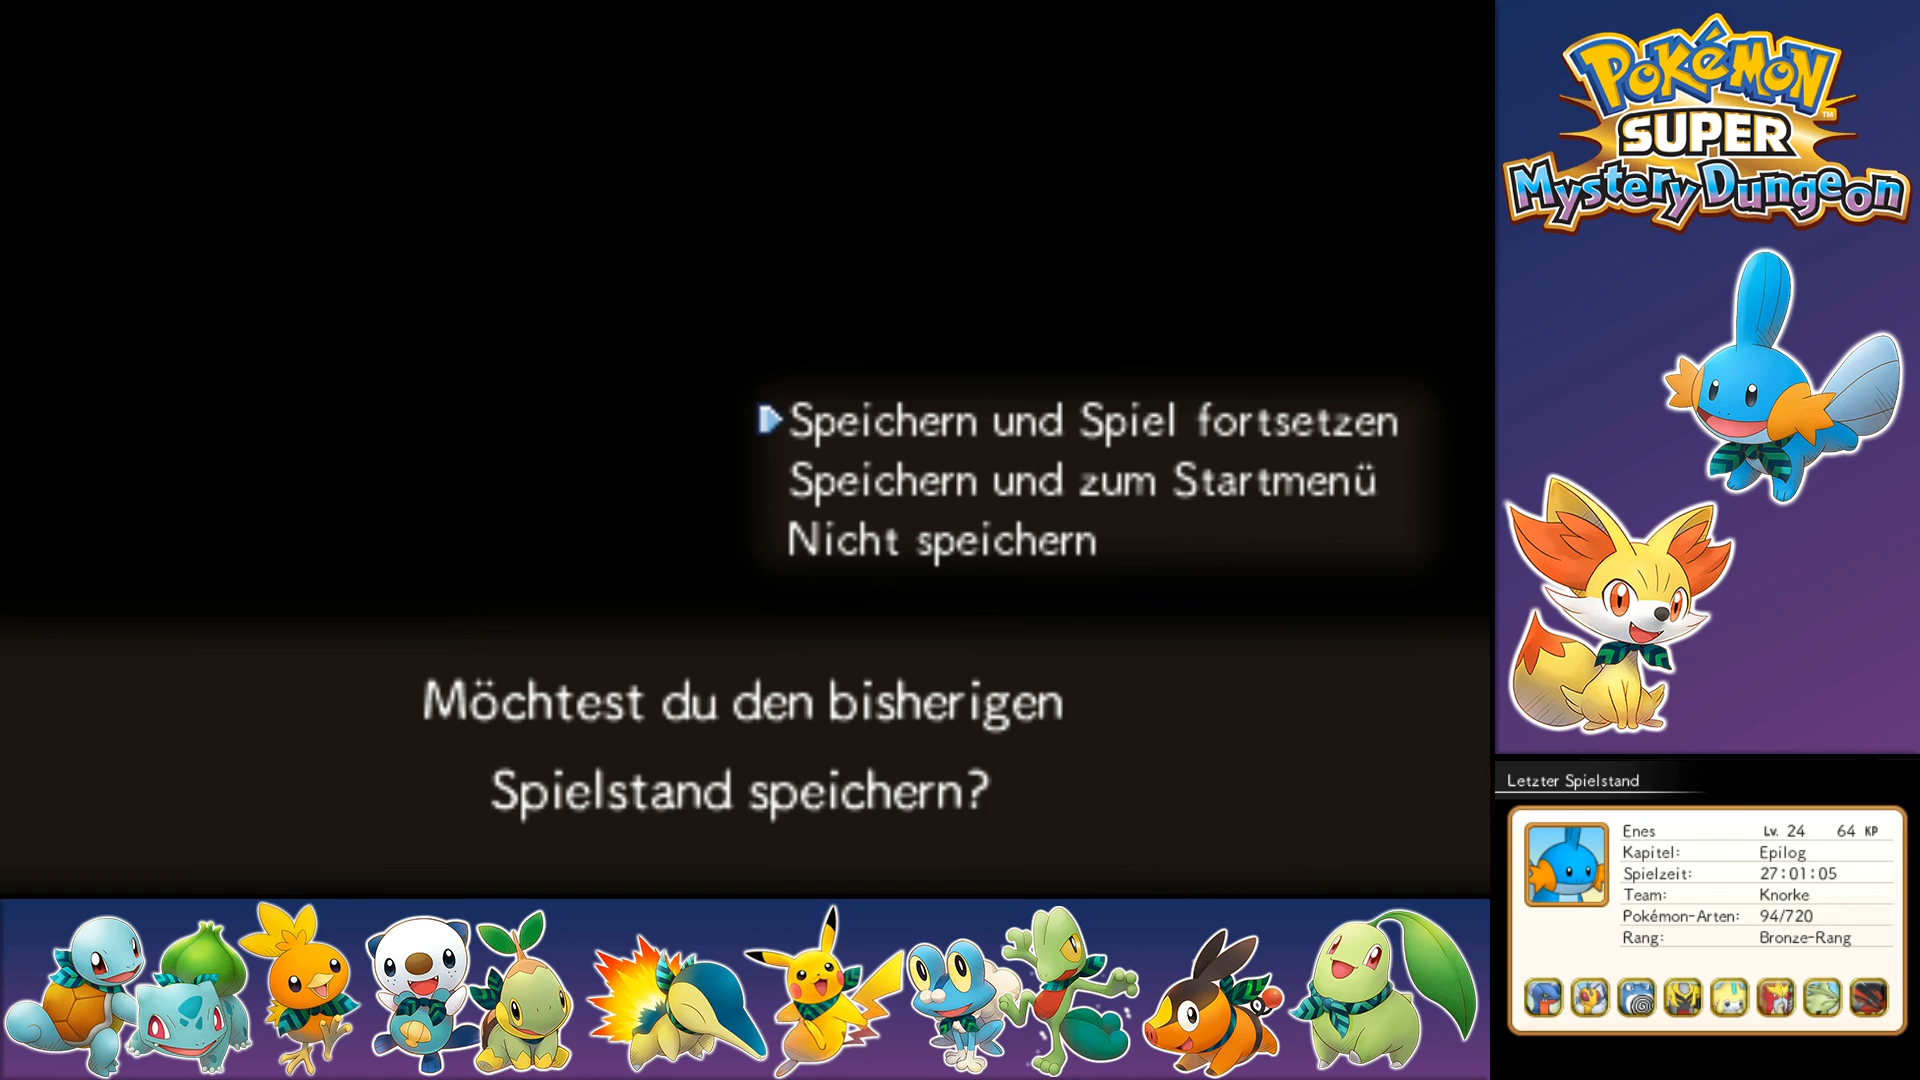 Speichern und Spiel fortsetzen
Speichern und zum Startmenü
Nicht speichern
Möchtest du den bisherigen
Spielstand speichern?
POKéMON
TM
SUPER
Mystery Dungeon
Letzter Spielstand
Enes Lv. 24 64 KP
Kapitel: Epilog
Spielzeit: 27:01:05
Team: Knorke
Pokémon-Arten: 94/720
Rang: Bronze-Rang